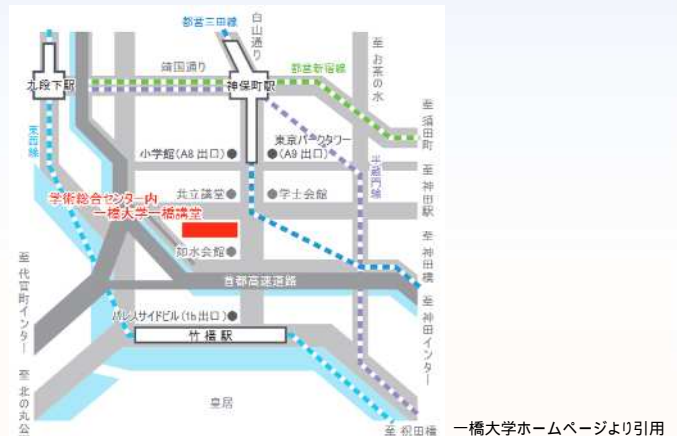 都営三田線
白山通り
至 お茶の水
靖国通り
都営新宿線
九段下駅
神保町駅
至 須田町
東西線
小学館(A8 出口)
東京パークタワー
(A9 出口)
半蔵門線
至 神田駅
学術総合センター内
一橋大学一橋講堂
共立講堂
学士会館
如水会館
至 神田橋
首都高速道路
至 代官町インター
至 神田インター
パレスサイドビル(1b 出口)
竹橋駅
至 北の丸公
皇居
至 祝田橋
一橋大学ホームページより引用